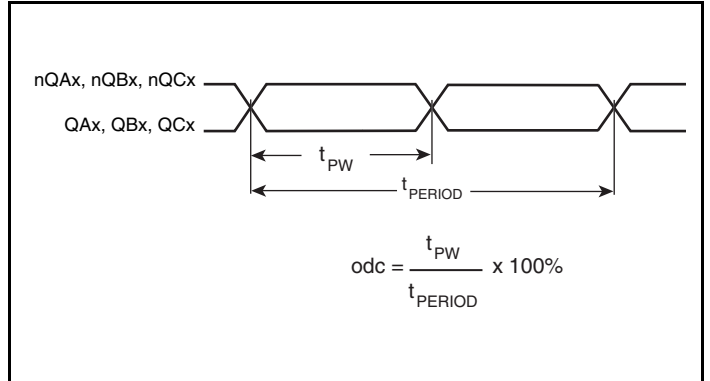 nQAx, nQBx, nQCx
QAx, QBx, QCx
tPW
tPERIOD
odc = tPW / tPERIOD x 100%